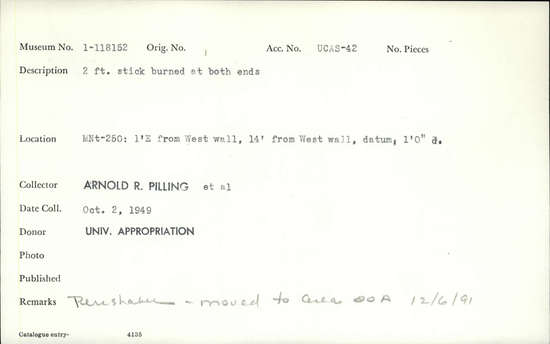 Museum No. 1-118152 Orig. No. Acc. No. UCAS-42 No. Pieces
Description 2 ft. stick burned at both ends
Location MNt-250: 1'E from West wall, 14' from West wall, datum, 1'0" d.
Collector ARNOLD R. PILLING et al
Date Coll. Oct. 2, 1949
Donor UNIV. APPROPRIATION
Photo
Published
Remarks Perishable - moved to area OOA 12/6/91
Catalogue entry- 4135